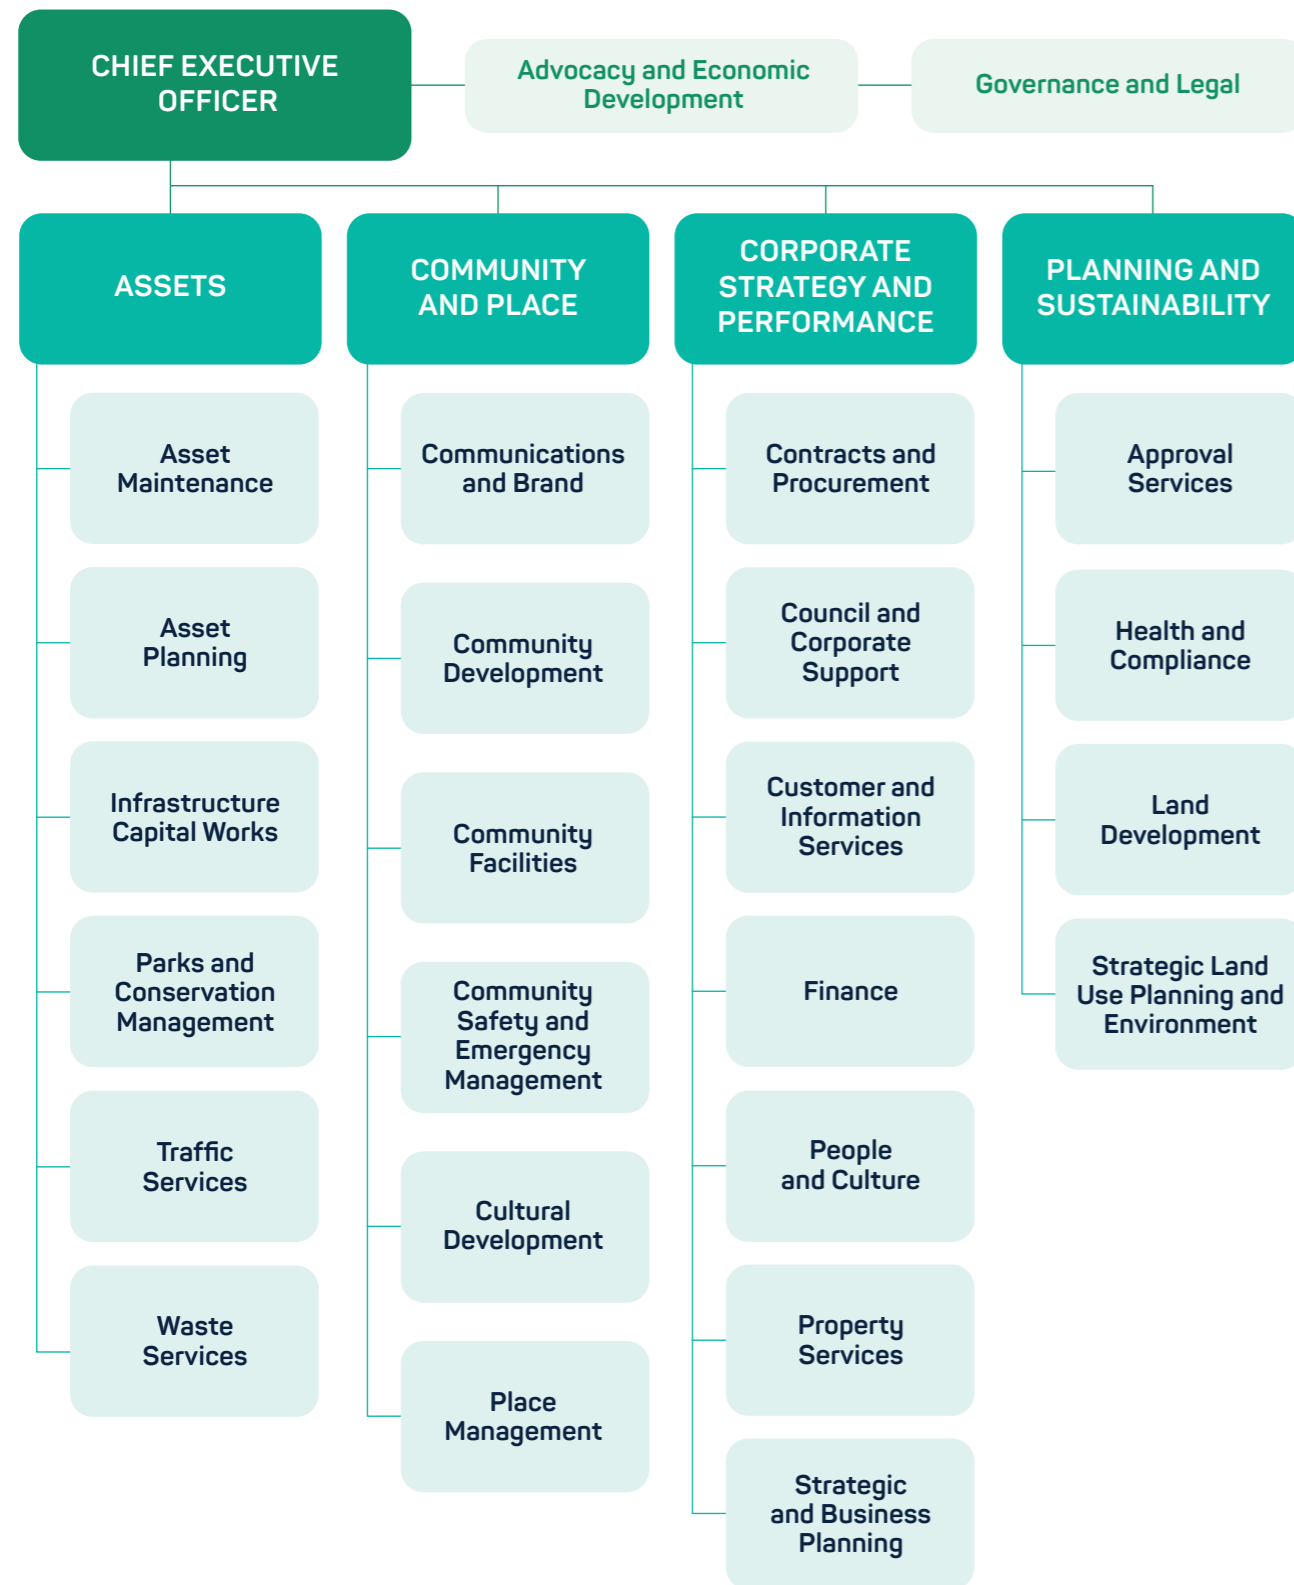 CHIEF EXECUTIVE
OFFICER
Advocacy and Economic
Development
Governance and Legal
ASSETS
COMMUNITY
AND PLACE
CORPORATE
STRATEGY AND
PERFORMANCE
PLANNING AND
SUSTAINABILITY
Asset
Maintenance
Asset
Planning
Infrastructure
Capital Works
Parks and
Conservation
Management
Traffic
Services
Waste
Services
Communications
and Brand
Community
Development
Community
Facilities
Community
Safety and
Emergency
Management
Cultural
Development
Place
Management
Contracts and
Procurement
Council and
Corporate
Support
Customer and
Information
Services
Finance
People
and Culture
Property
Services
Strategic
and Business
Planning
Approval
Services
Health and
Compliance
Land
Development
Strategic Land
Use Planning and
Environment